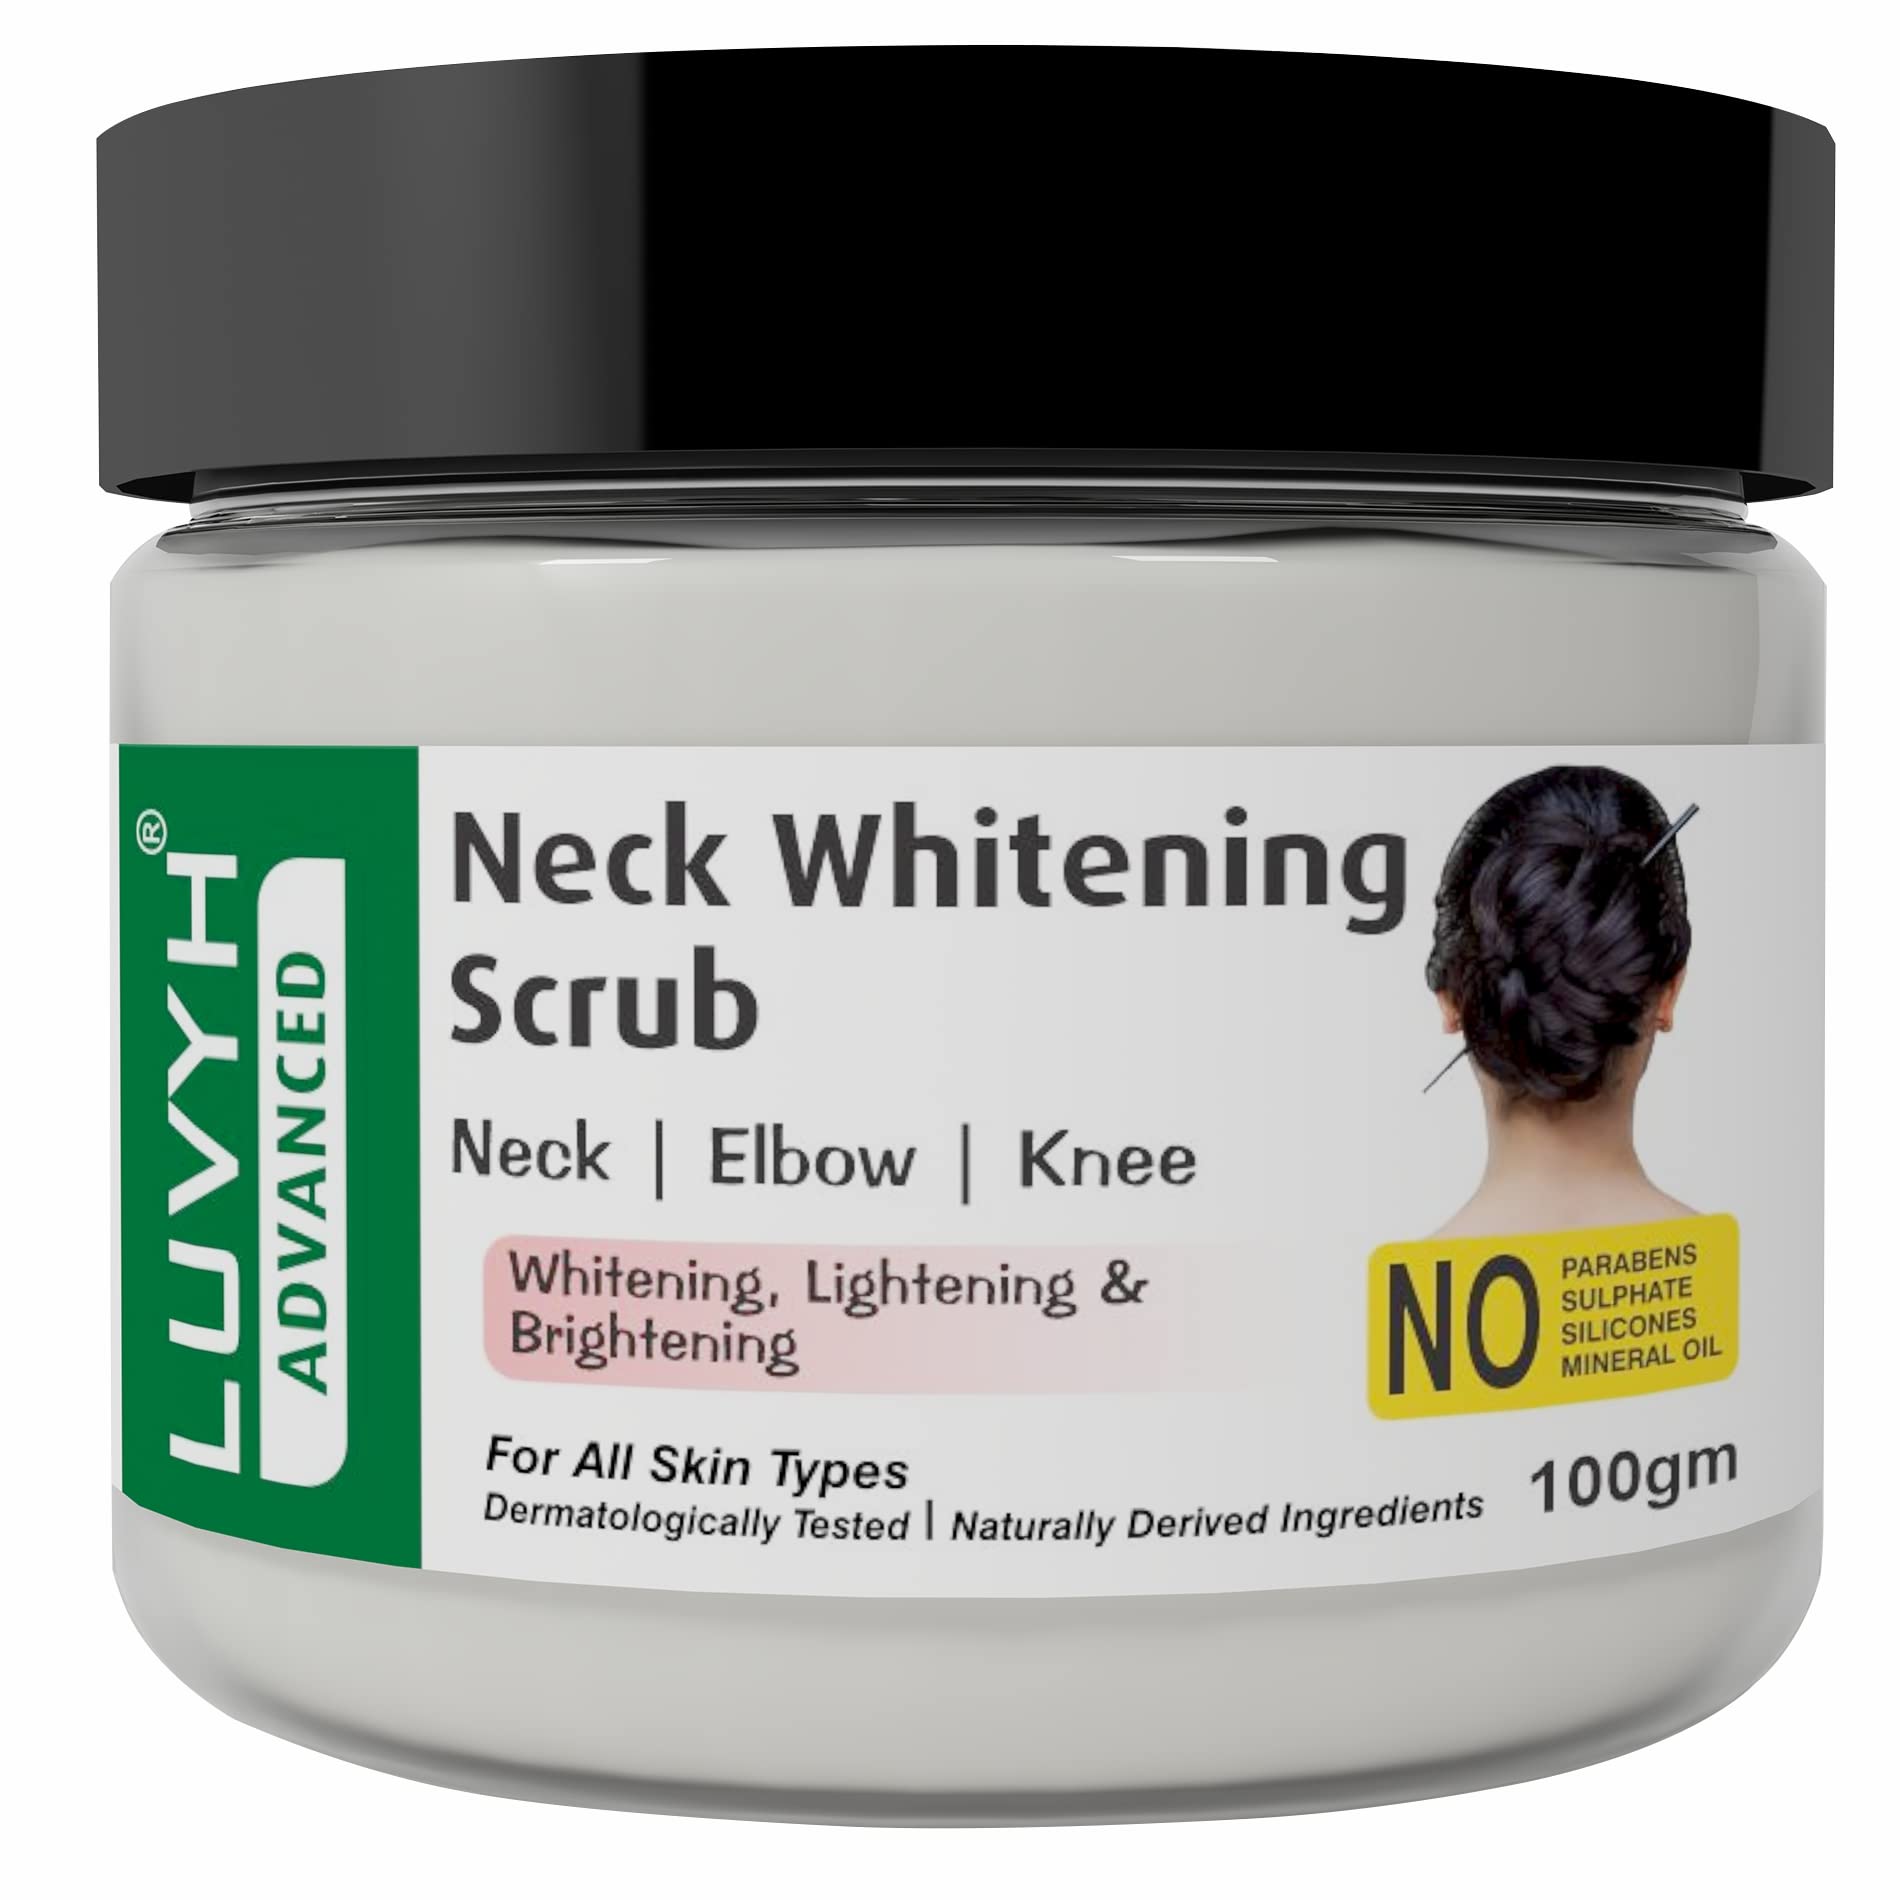 LUVYH®
ADVANCED
Neck Whitening
Scrub
Neck | Elbow | Knee
Whitening, Lightening &
Brightening
NO
PARABENS
SULPHATE
SILICONES
MINERAL OIL
For All Skin Types
Dermatologically Tested | Naturally Derived Ingredients
100gm